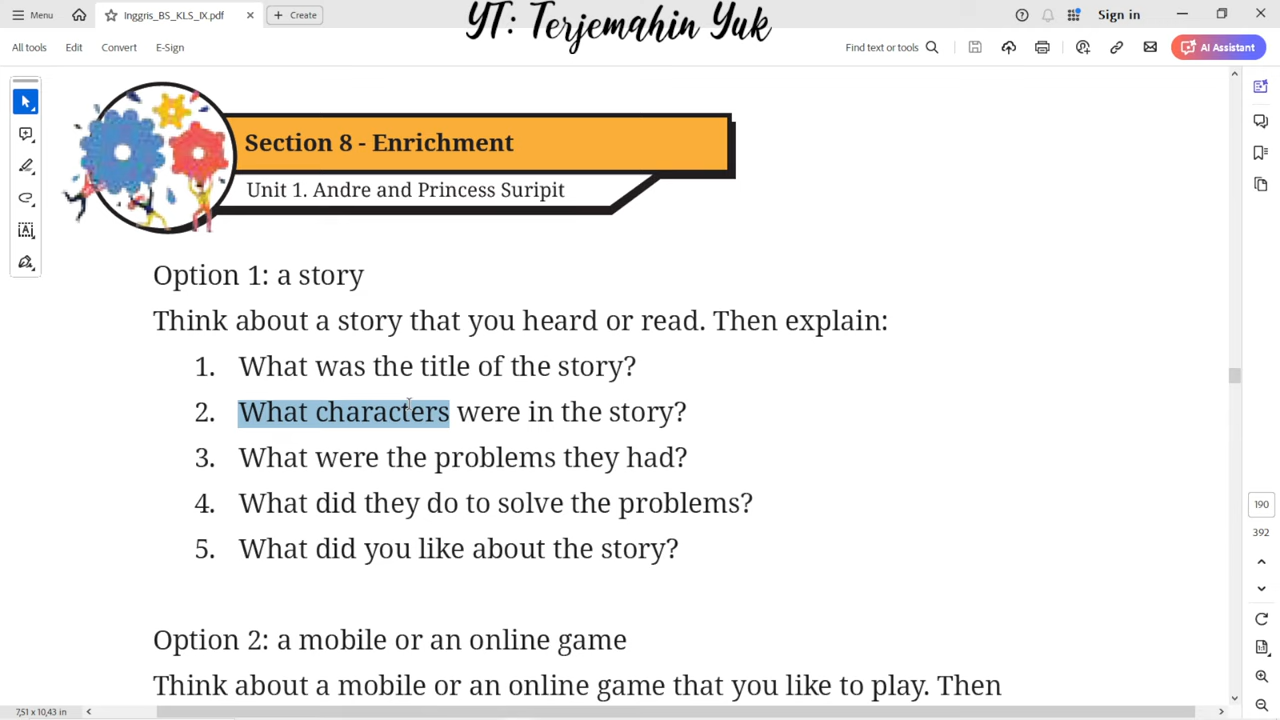 Menu
Inggris_BS_KLS_IX.pdf
Create
YT: Terjemahin Yuk
Sign in
All tools
Edit
Convert
E-Sign
Find text or tools
AI Assistant
Section 8 - Enrichment
Unit 1. Andre and Princess Suripit
Option 1: a story
Think about a story that you heard or read. Then explain:
1. What was the title of the story?
2. What characters were in the story?
3. What were the problems they had?
4. What did they do to solve the problems?
5. What did you like about the story?
Option 2: a mobile or an online game
Think about a mobile or an online game that you like to play. Then
190
392
7,51 x 10,43 in